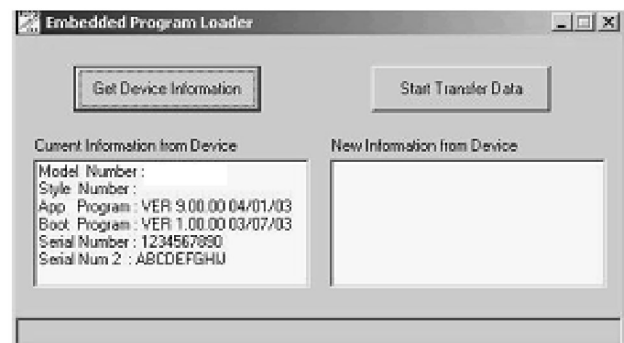 Embedded Program Loader
Get Device Information
Start Transfer Data
Current Information from Device
New Information from Device
Model Number :
Style Number :
App Program : VER 9.00.00 04/01/03
Boot Program : VER 1.00.00 03/07/03
Serial Number : 1234567890
Serial Num 2 : ABCDEFGHIJ